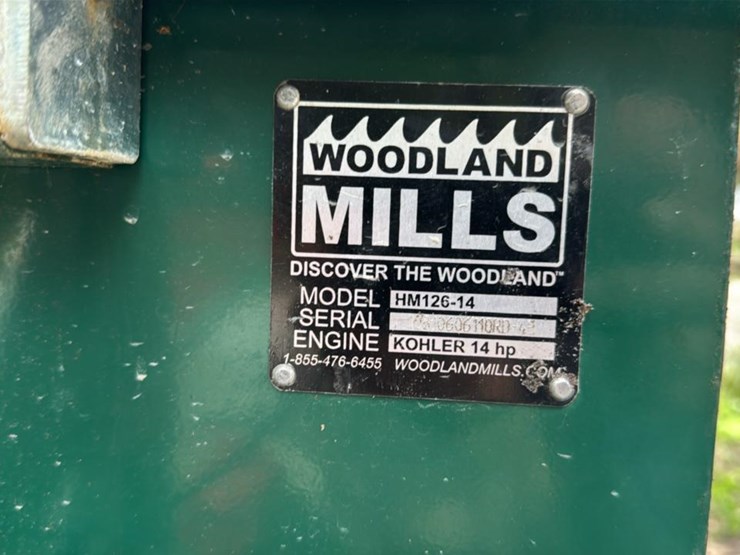 WOODLAND
MILLS
DISCOVER THE WOODLAND™
MODEL HM126-14
SERIAL
ENGINE KOHLER 14 hp
1-855-476-6455 WOODLANDMILLS.COM